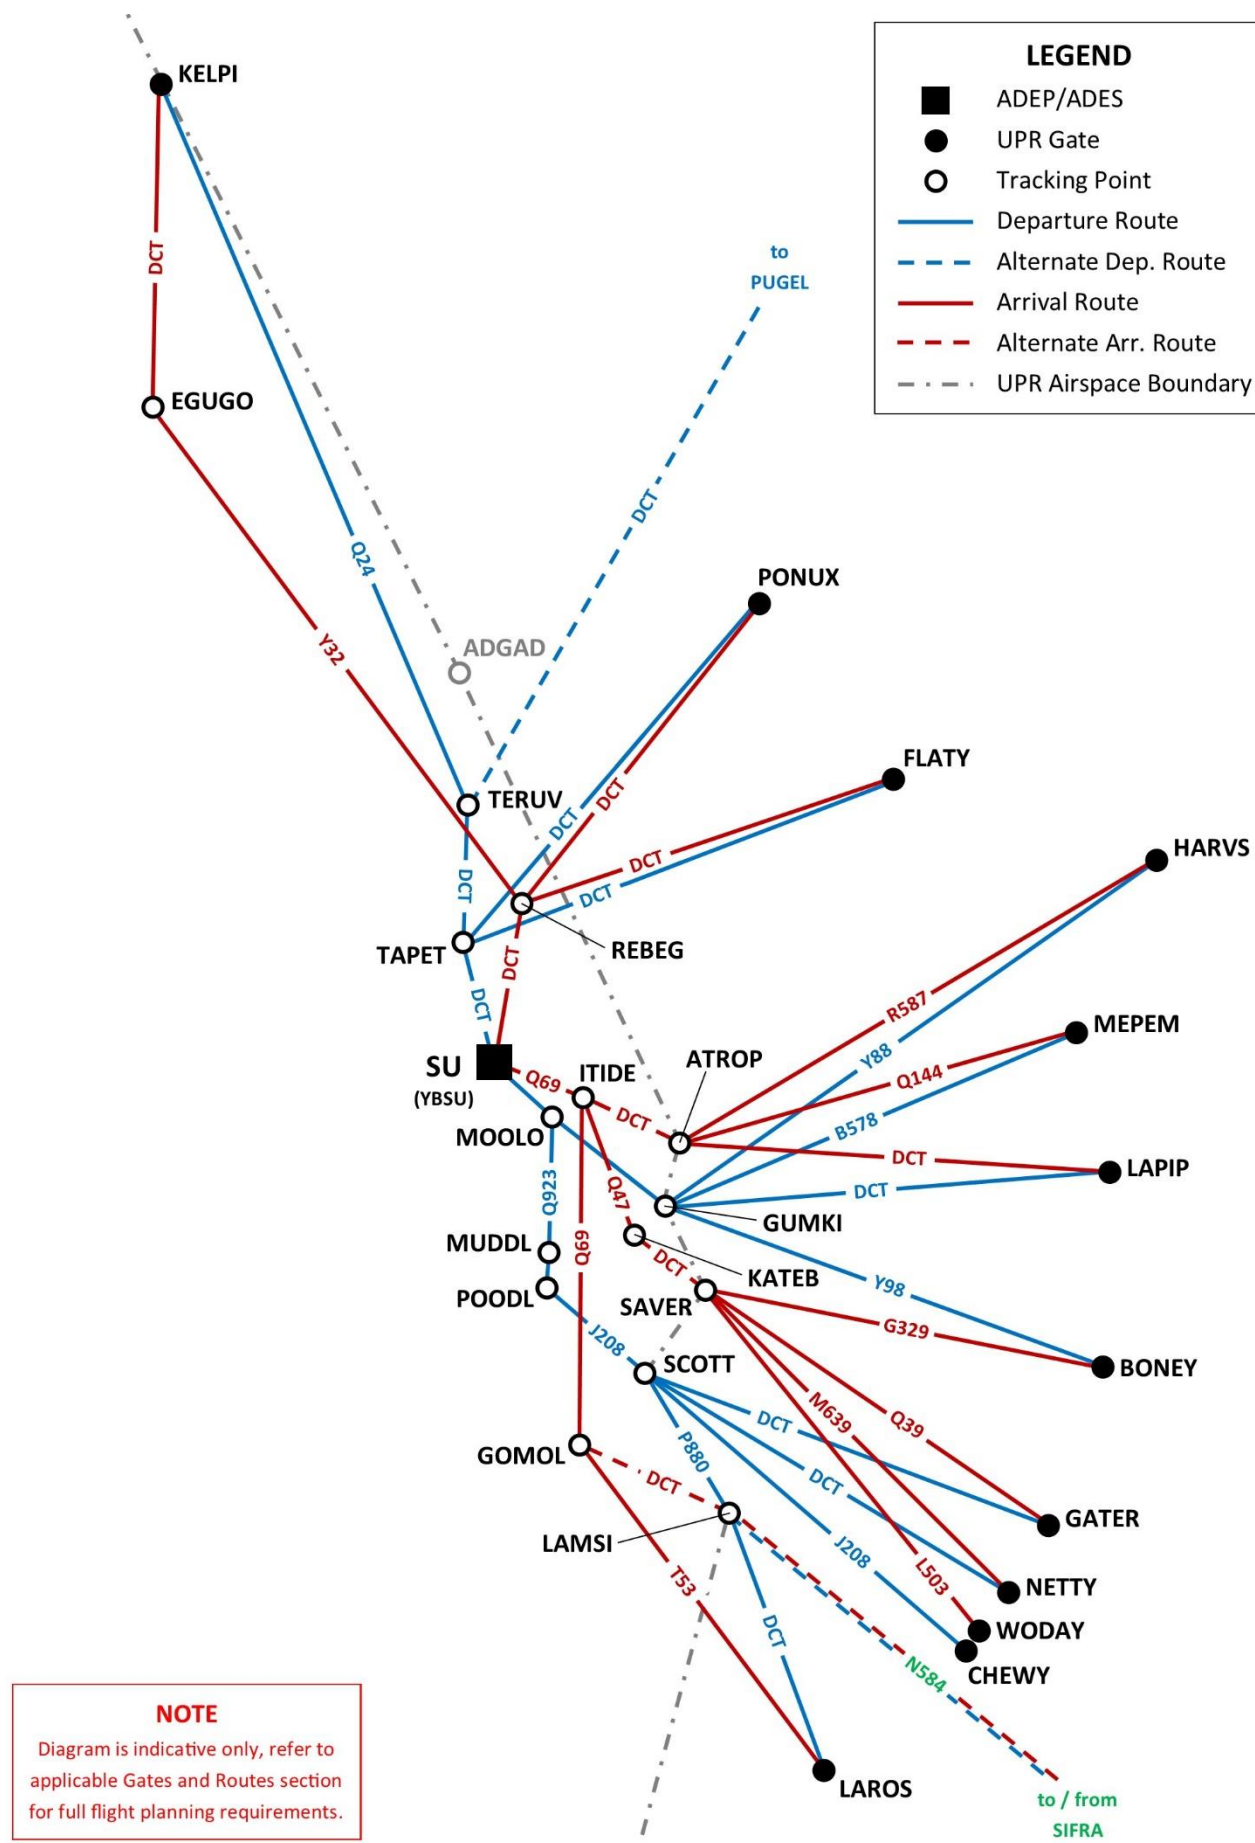 LEGEND
ADEP/ADES
UPR Gate
Tracking Point
Departure Route
Alternate Dep. Route
Arrival Route
Alternate Arr. Route
UPR Airspace Boundary
KELPI
DCT
to
PUGEL
EGUGO
DCT
Q24
PONUX
Y32
ADGAD
FLATY
TERUV
DCT
DCT
HARVS
DCT
DCT
DCT
REBEG
TAPET
DCT
DCT
R587
MEPEM
SU
(YBSU)
Q69
ITIDE
ATROP
Y88
Q144
B578
DCT
MOOLO
DCT
LAPIP
Q923
Q47
DCT
GUMKI
MUDDL
Q69
DCT
KATEB
Y98
POODL
SAVER
G329
J208
SCOTT
BONEY
DCT
M639
Q39
GOMOL
DCT
P880
DCT
GATER
LAMSI
J208
T53
L503
NETTY
DCT
WODAY
CHEWY
N584
LAROS
to / from
SIFRA
NOTE
Diagram is indicative only, refer to
applicable Gates and Routes section
for full flight planning requirements.